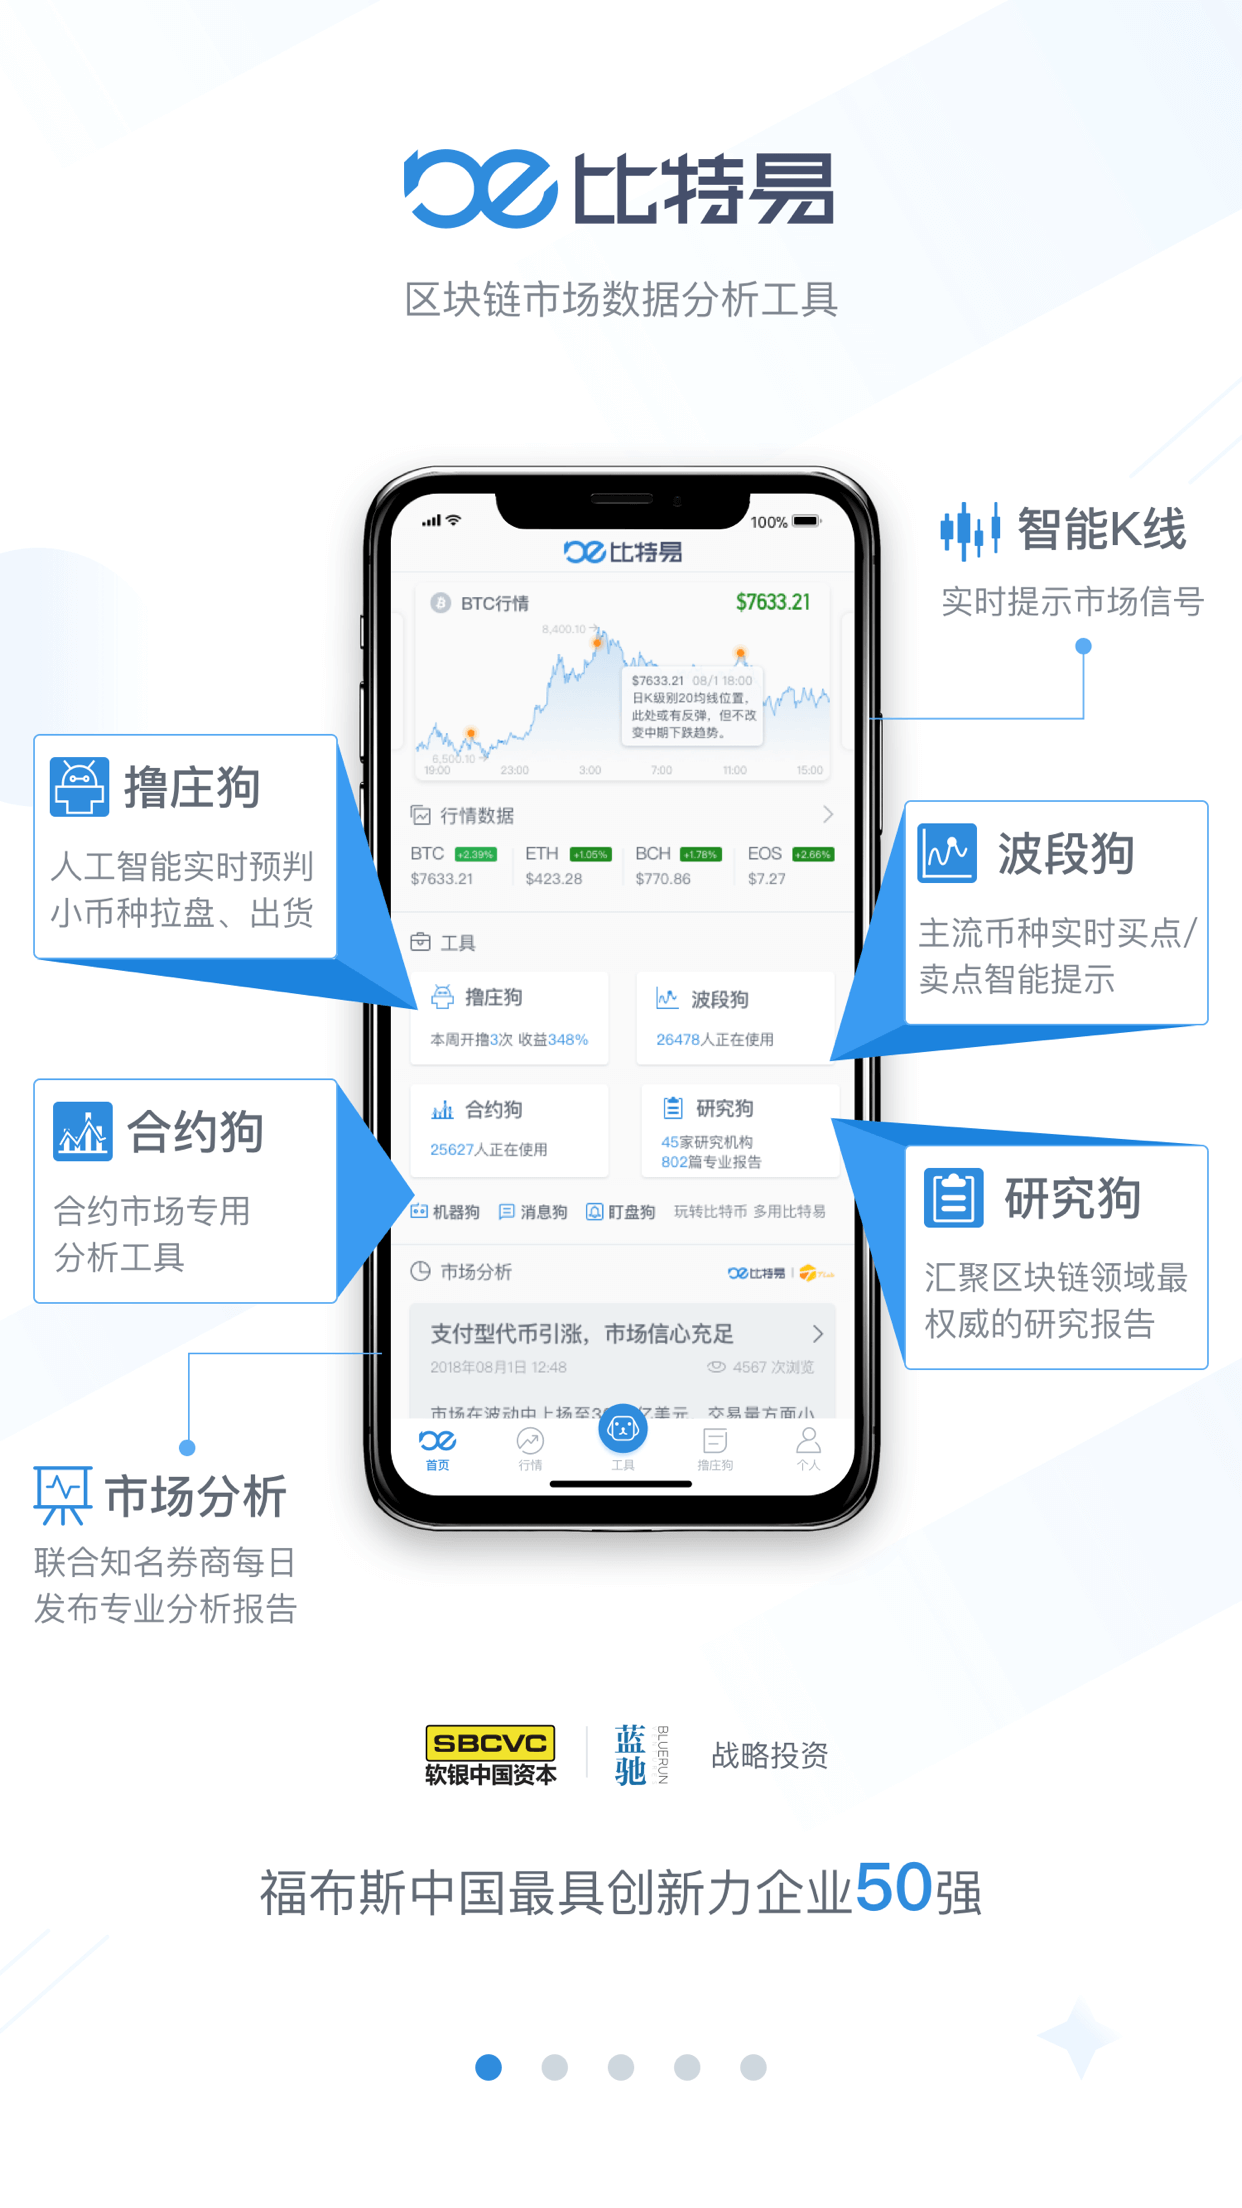 比特易
区块链市场数据分析工具
智能K线
实时提示市场信号
100%
比特易
BTC行情
$7633.21
8,400.10
$7633.21 08/1 18:00
日K级别20均线位置，
此处或有反弹，但不改
变中期下跌趋势。
6,500.10
19:00 23:00 3:00 7:00 11:00 15:00
撸庄狗
人工智能实时预判
小币种拉盘、出货
行情数据
BTC +2.39% ETH +1.05% BCH +1.78% EOS +2.66%
$7633.21 $423.28 $770.86 $7.27
波段狗
主流币种实时买点/
卖点智能提示
工具
撸庄狗
本周开撸3次 收益348%
波段狗
26478人正在使用
合约狗
25627人正在使用
研究狗
45家研究机构
802篇专业报告
合约狗
合约市场专用
分析工具
研究狗
汇聚区块链领域最
权威的研究报告
机器狗 消息狗 盯盘狗 玩转比特币 多用比特易
市场分析
比特易
支付型代币引涨，市场信心充足
2018年08月1日 12:48 4567 次浏览
市场在波动中上扬至3 亿美元，交易量方面小
首页 行情 工具 撸庄狗 个人
市场分析
联合知名券商每日
发布专业分析报告
SBCVC
软银中国资本
蓝驰
BLUERUN
战略投资
福布斯中国最具创新力企业50强